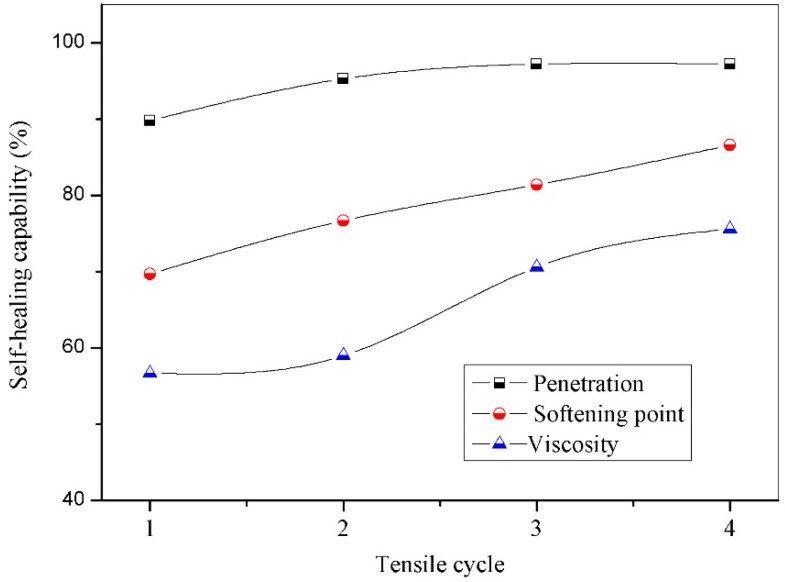 Self-healing capability (%)
100
80
60
40
Penetration
Softening point
Viscosity
1 2 3 4
Tensile cycle